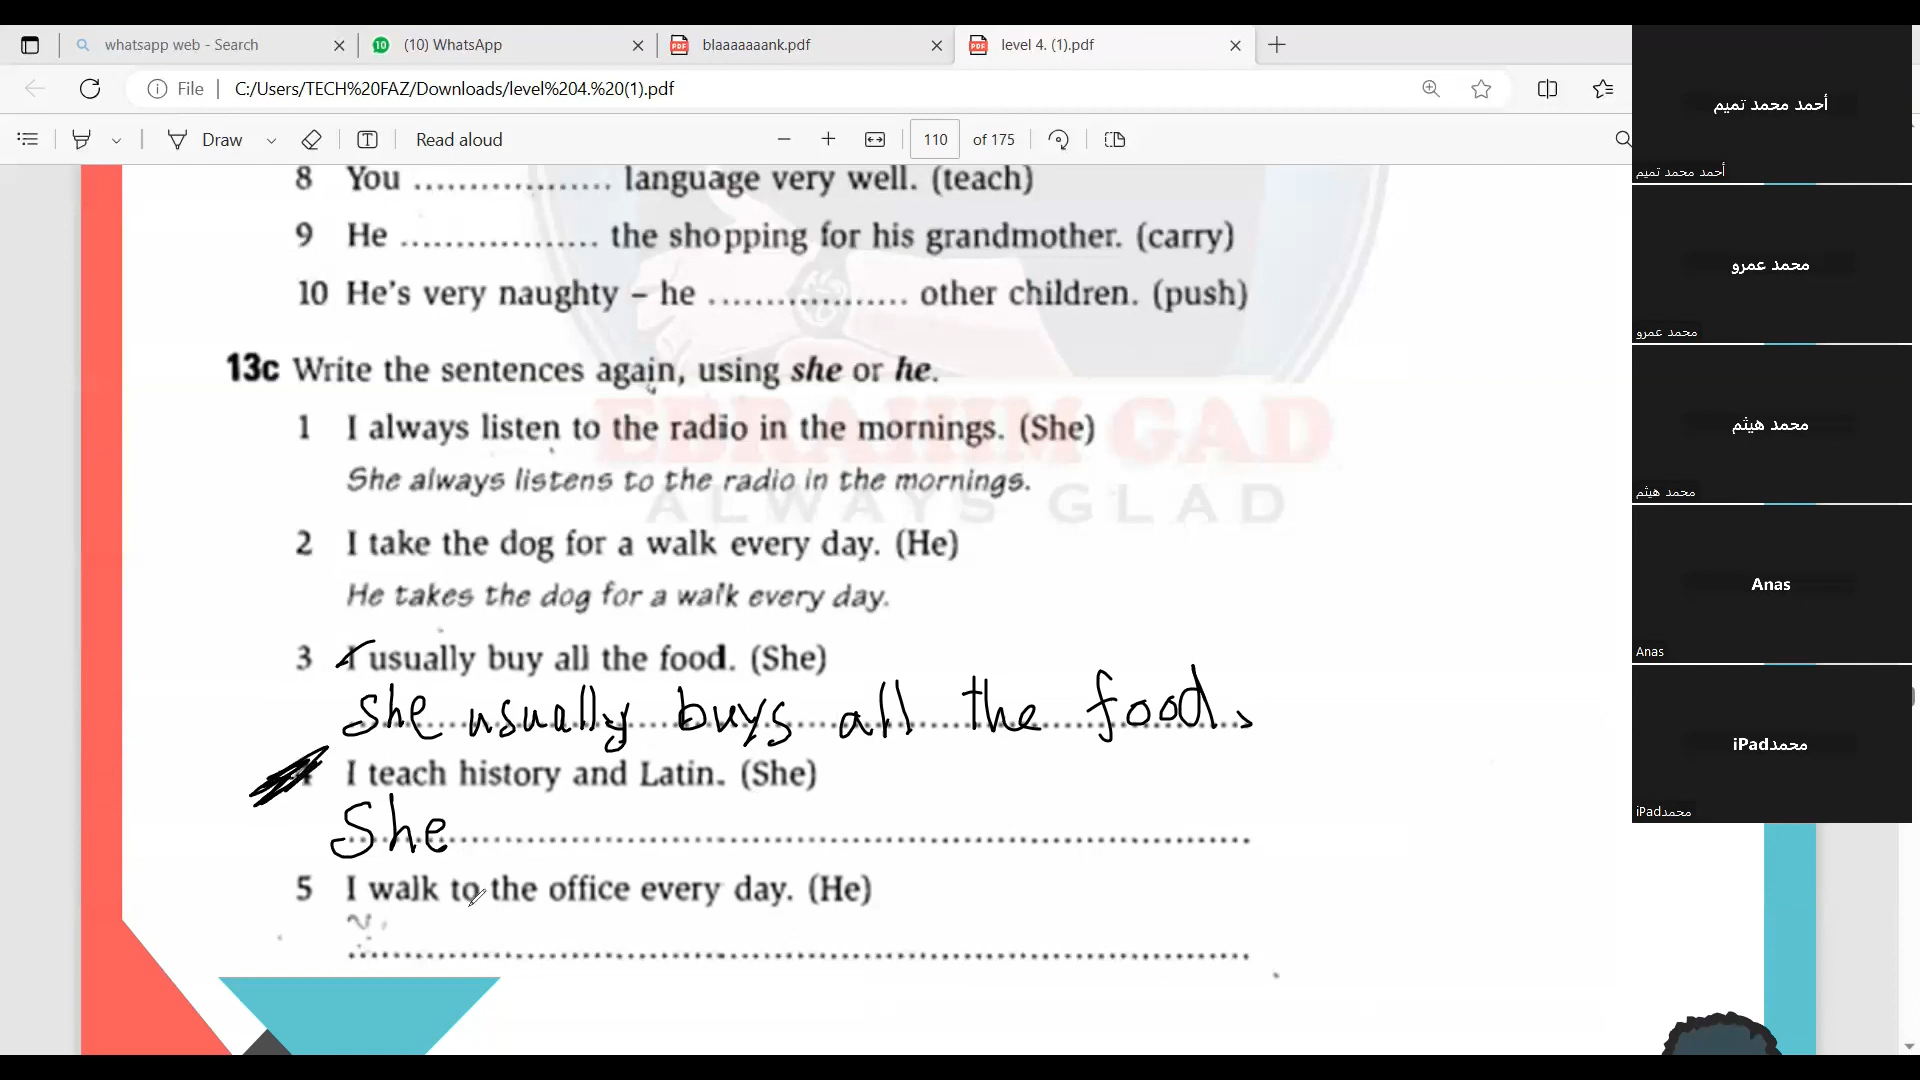 whatsapp web - Search
(10) WhatsApp
blaaaaaaank.pdf
level 4. (1).pdf
File
C:/Users/TECH%20FAZ/Downloads/level%204.%20(1).pdf
Draw
Read aloud
110 of 175
8 You .................. language very well. (teach)
9 He .................. the shopping for his grandmother. (carry)
10 He's very naughty – he .................. other children. (push)
13c Write the sentences again, using she or he.
1 I always listen to the radio in the mornings. (She)
EBRAHIM GAD
She always listens to the radio in the mornings.
ALWAYS GLAD
2 I take the dog for a walk every day. (He)
He takes the dog for a walk every day.
3 I usually buy all the food. (She)
She usually buys all the food.
I teach history and Latin. (She)
She
5 I walk to the office every day. (He)
أحمد محمد تميم
أحمد محمد تميم
محمد عمرو
محمد عمرو
محمد هيثم
محمد هيثم
Anas
Anas
iPadمحمد
iPadمحمد